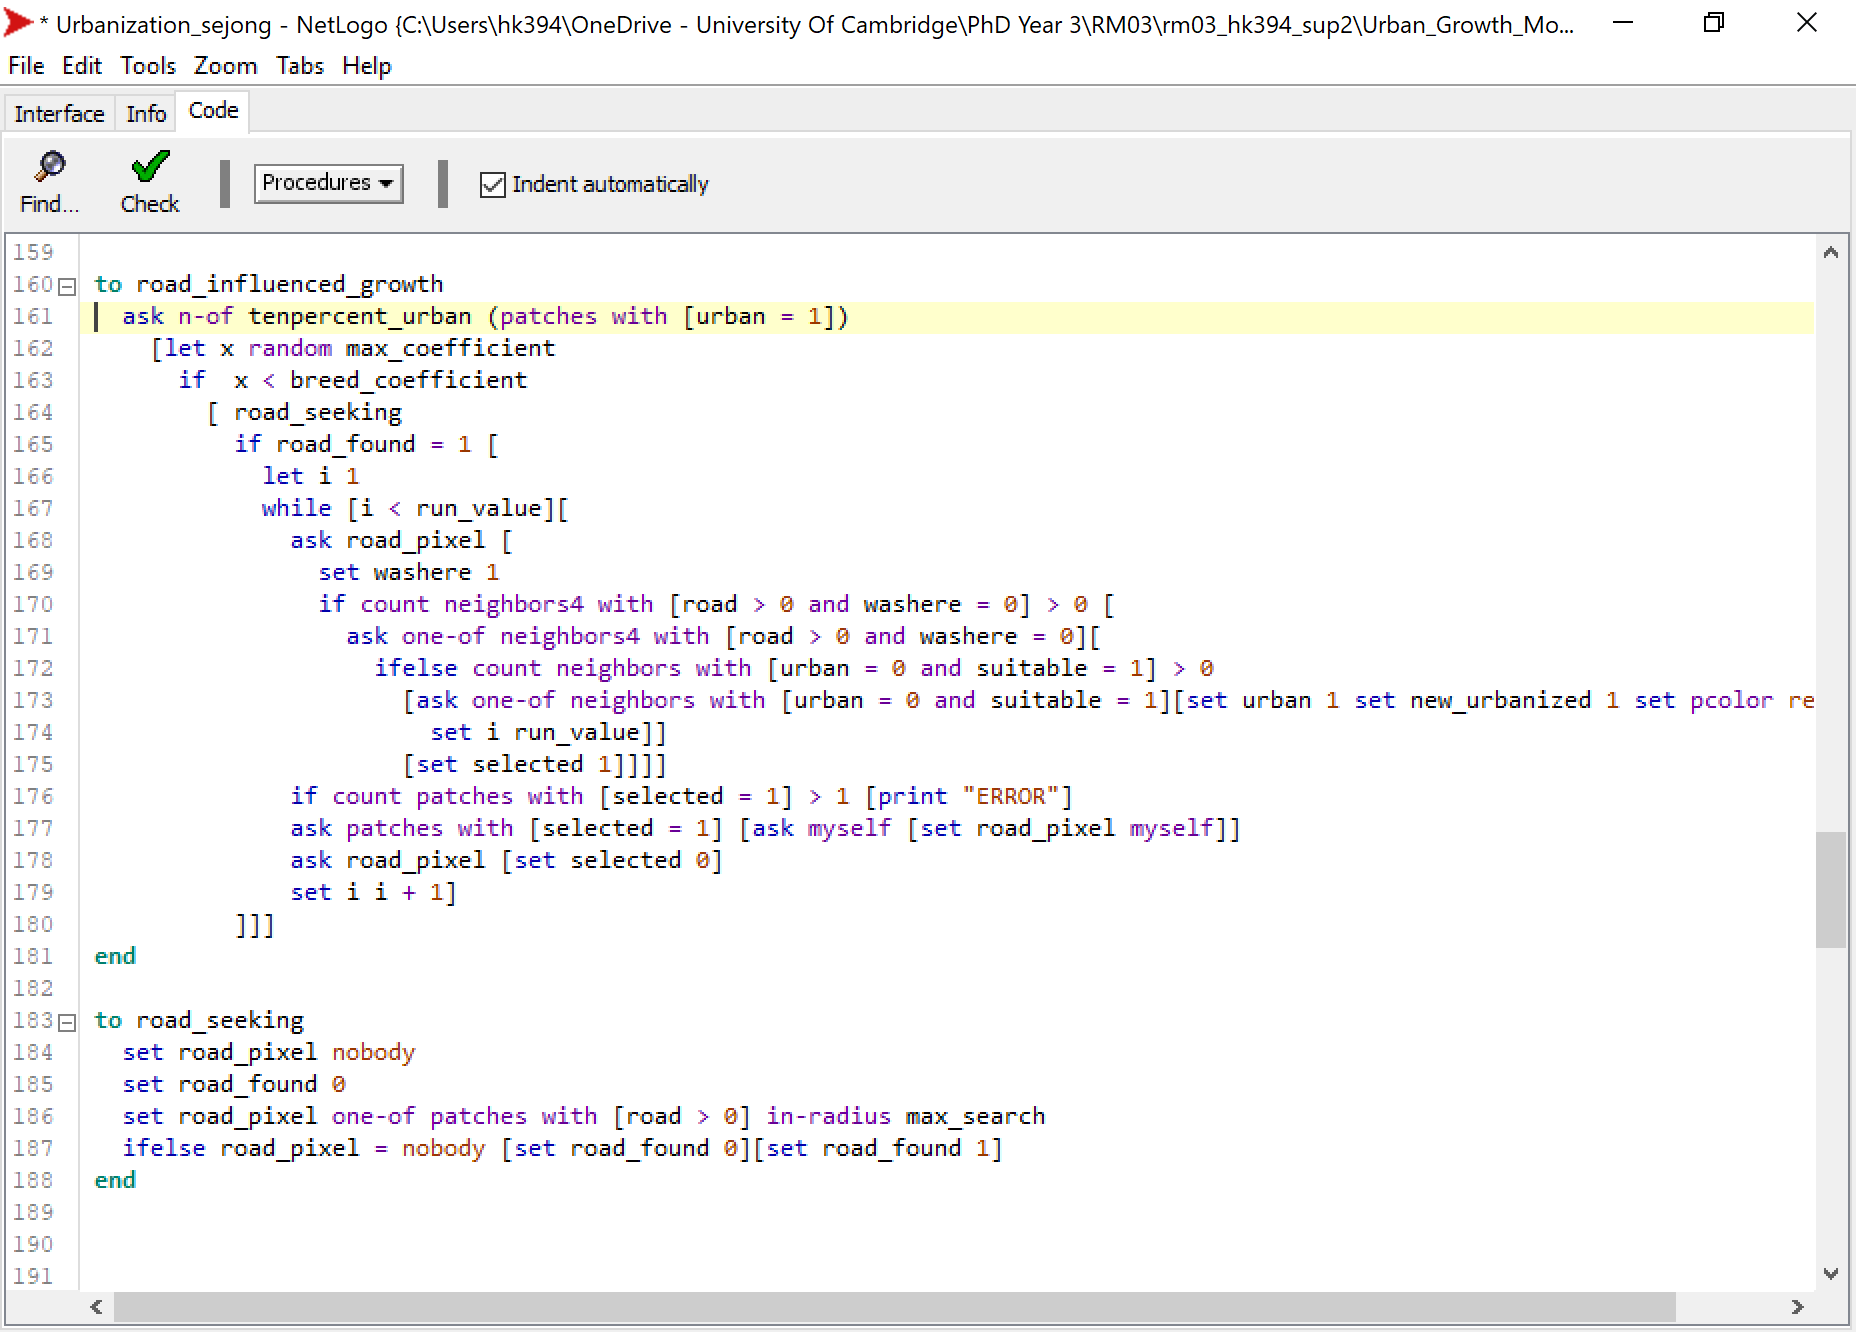 * Urbanization_sejong - NetLogo {C:\Users\hk394\OneDrive - University Of Cambridge\PhD Year 3\RM03\rm03_hk394_sup2\Urban_Growth_Mo...
File Edit Tools Zoom Tabs Help
Interface Info Code
Find... Check Procedures Indent automatically
159
160 to road_influenced_growth
161   ask n-of tenpercent_urban (patches with [urban = 1])
162     [let x random max_coefficient
163       if  x < breed_coefficient
164         [ road_seeking
165           if road_found = 1 [
166             let i 1
167             while [i < run_value][
168               ask road_pixel [
169                 set washere 1
170                 if count neighbors4 with [road > 0 and washere = 0] > 0 [
171                   ask one-of neighbors4 with [road > 0 and washere = 0][
172                     ifelse count neighbors with [urban = 0 and suitable = 1] > 0
173                       [ask one-of neighbors with [urban = 0 and suitable = 1][set urban 1 set new_urbanized 1 set pcolor re
174                         set i run_value]]
175                       [set selected 1]]]]
176               if count patches with [selected = 1] > 1 [print "ERROR"]
177               ask patches with [selected = 1] [ask myself [set road_pixel myself]]
178               ask road_pixel [set selected 0]
179               set i i + 1]
180           ]]]
181 end
182
183 to road_seeking
184   set road_pixel nobody
185   set road_found 0
186   set road_pixel one-of patches with [road > 0] in-radius max_search
187   ifelse road_pixel = nobody [set road_found 0][set road_found 1]
188 end
189
190
191